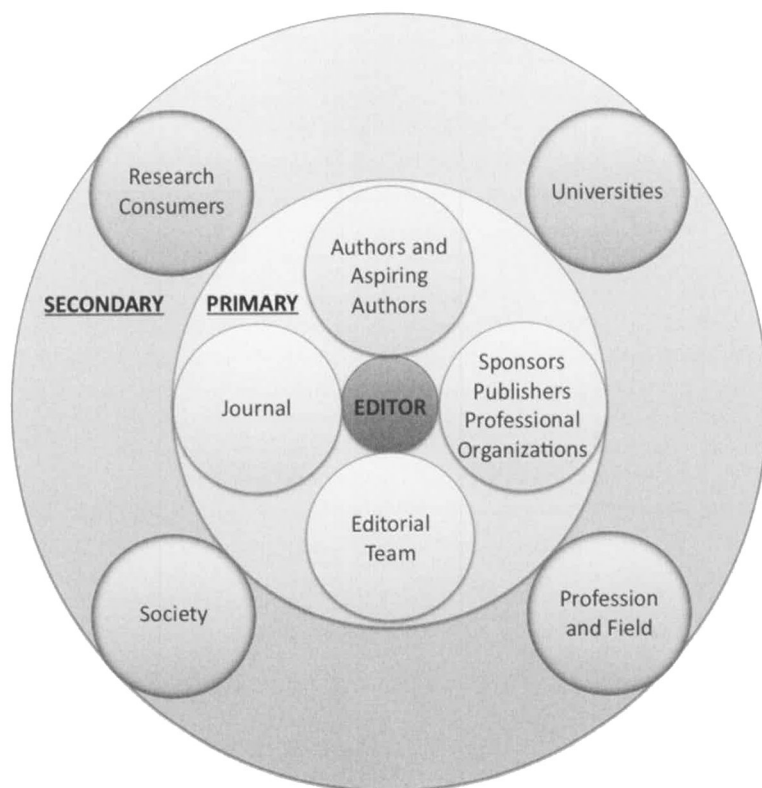 Research
Consumers
Universities
Authors and
Aspiring
Authors
SECONDARY
PRIMARY
Journal
EDITOR
Sponsors
Publishers
Professional
Organizations
Editorial
Team
Society
Profession
and Field